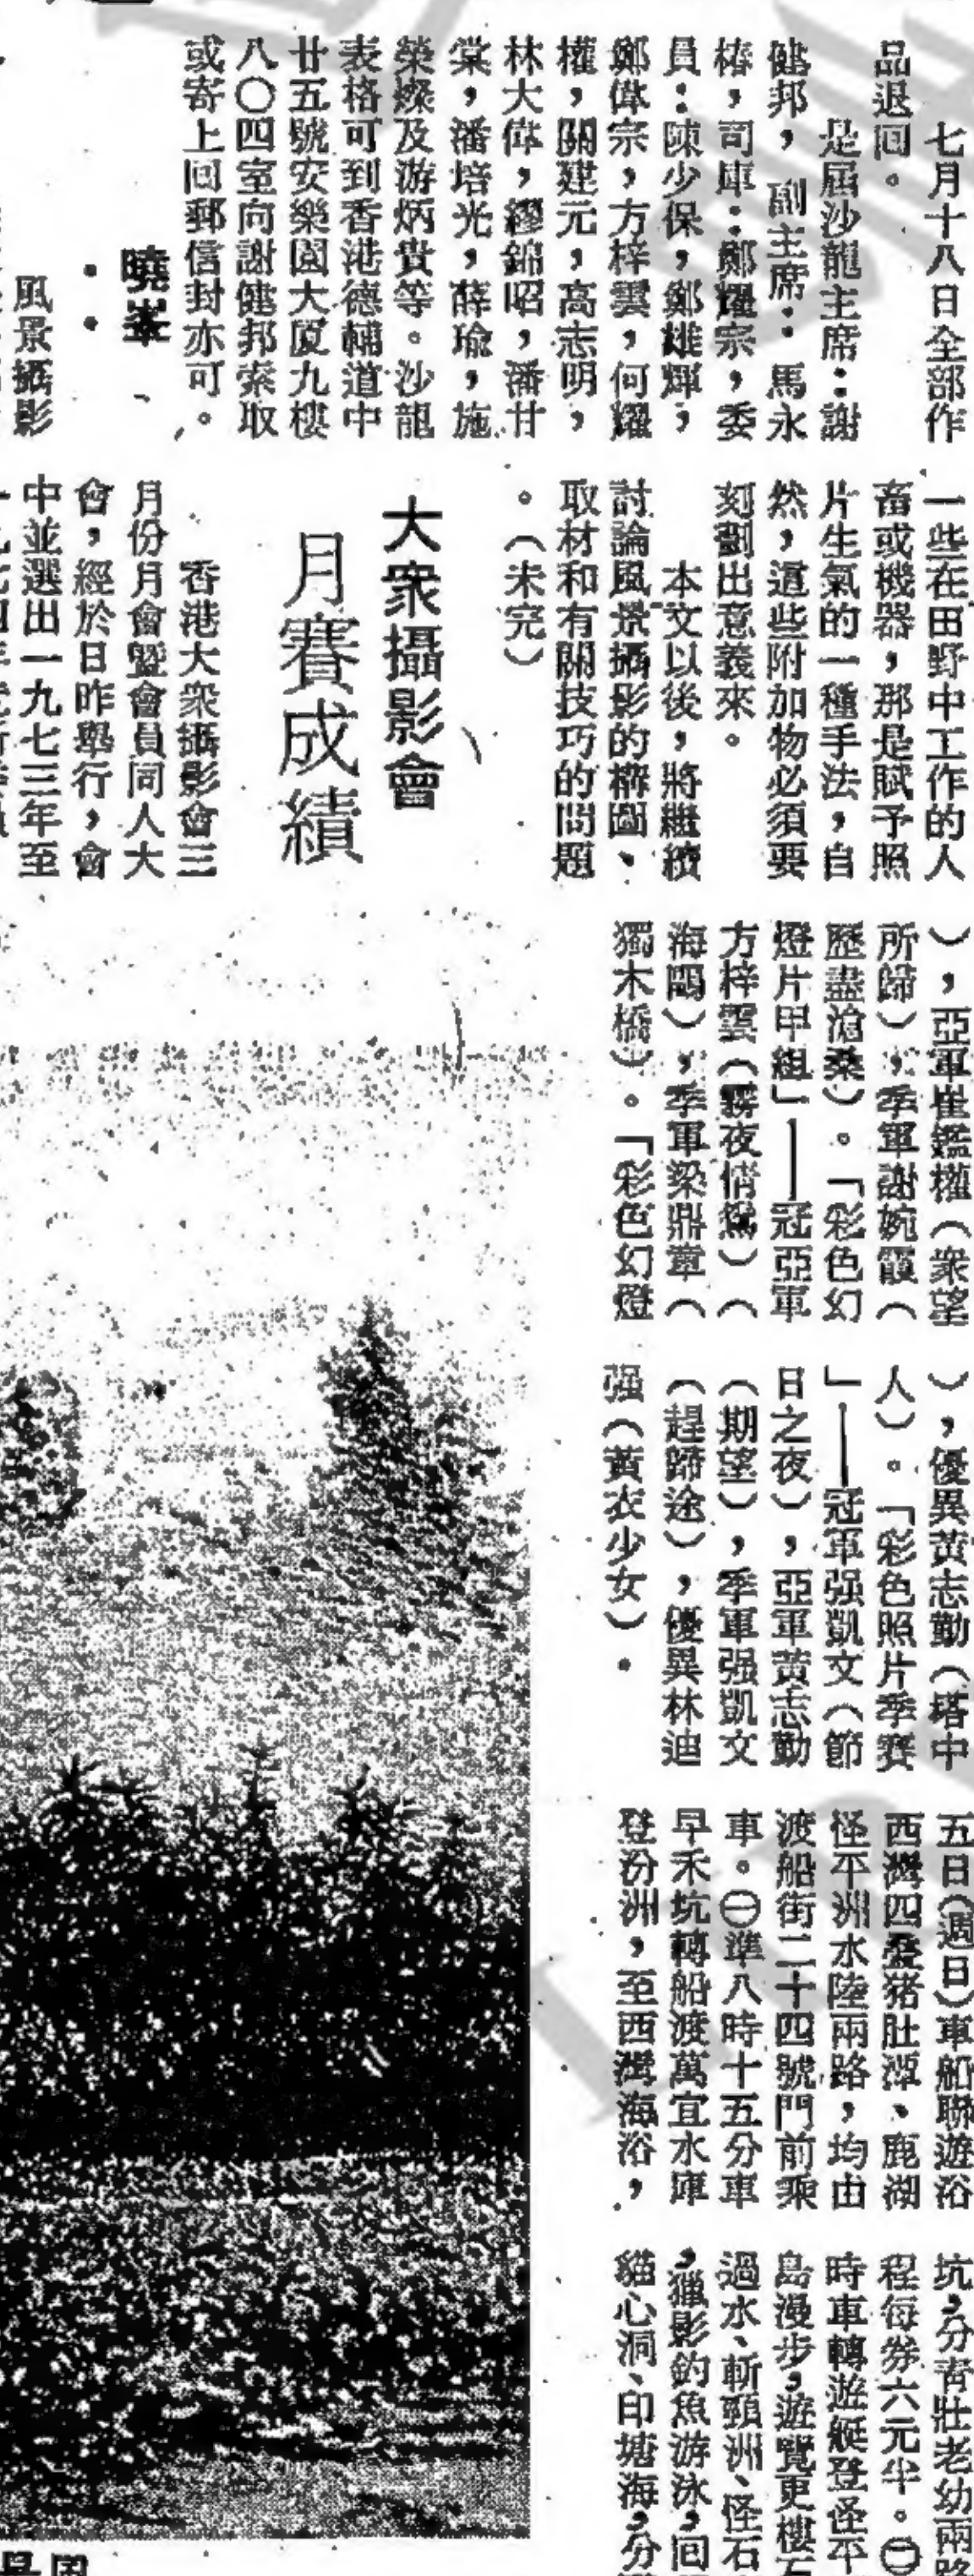 七月十八日全部作
品退回。
是屆沙龍主席：謝
健邦，副主席：馬永
椿，司庫：鄭耀宗，委
員：陳少保，鄭雄輝，
鄭偉宗，方梓雲，何耀
權，關建元，高志明，
林大偉，繆錦昭，潘甘
棠，潘培光，薛瑜，施
榮燦及游炳貴等。沙龍
表格可到香港德輔道中
廿五號安樂園大厦九樓
八〇四室向謝健邦索取
或寄上回郵信封亦可。
曉峯
風景攝影
一些在田野中工作的人
畜或機器，那是賦予照
片生氣的一種手法，自
然，這些附加物必須要
刻劃出意義來。
本文以後，將繼續
討論風景攝影的構圖、
取材和有關技巧的問題
。（未完）
大衆攝影會
月賽成績
香港大衆攝影會三
月份月會暨會員同人大
會，經於日昨舉行，會
中並選出一九七三年至
），亞軍崔鑑權（衆望
所歸），季軍謝婉霞（
歷盡滄桑）。「彩色幻
燈片甲組」——冠亞軍
方梓雲（霧夜情鴛）（
海鷗），季軍梁鼎章（
獨木橋）。「彩色幻燈
），優異黃志勤（塔中
人）。「彩色照片季賽
」——冠軍强凱文（節
日之夜），亞軍黃志勤
（期望），季軍强凱文
（趕歸途），優異林迪
强（黃衣少女）．
五日（週日）車船聯遊浴
西灣四叠猪肚潭、鹿湖
怪平洲水陸兩路，均由
渡船街二十四號門前乘
車。㊀準八時十五分車
早禾坑轉船渡萬宜水庫
登汾洲，至西灣海浴，
坑，分青壯老幼兩路
程每券六元半。㊁
時車轉遊艇登怪平
島漫步，遊覽更樓石
過水、斬頸洲、怪石
，獵影釣魚游泳，回
貓心洞、印塘海，分
風景